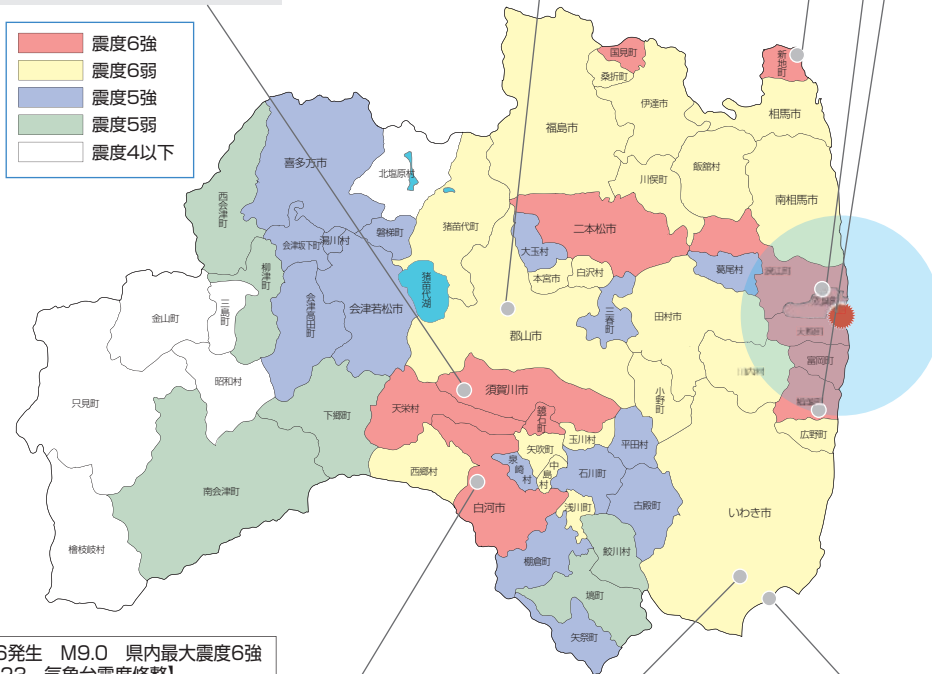 震度6強
震度6弱
震度5強
震度5弱
震度4以下
国見町
新地町
桑折町
伊達市
相馬市
福島市
飯舘村
川俣町
南相馬市
喜多方市
北塩原村
西会津町
猪苗代町
二本松市
磐梯町
湯川村
会津坂下町
大玉村
白沢村
本宮市
葛尾村
浪江町
柳津町
猪苗代湖
会津若松市
会津高田町
三島町
金山町
三春町
田村市
郡山市
富岡町
昭和村
只見町
下郷町
天栄村
須賀川市
鏡石町
小野町
広野町
玉川村
平田村
矢吹町
中島村
泉崎村
西郷村
石川町
南会津町
白河市
浅川町
古殿町
いわき市
檜枝岐村
棚倉町
鮫川村
塙町
矢祭町
6発生 M9.0 県内最大震度6強